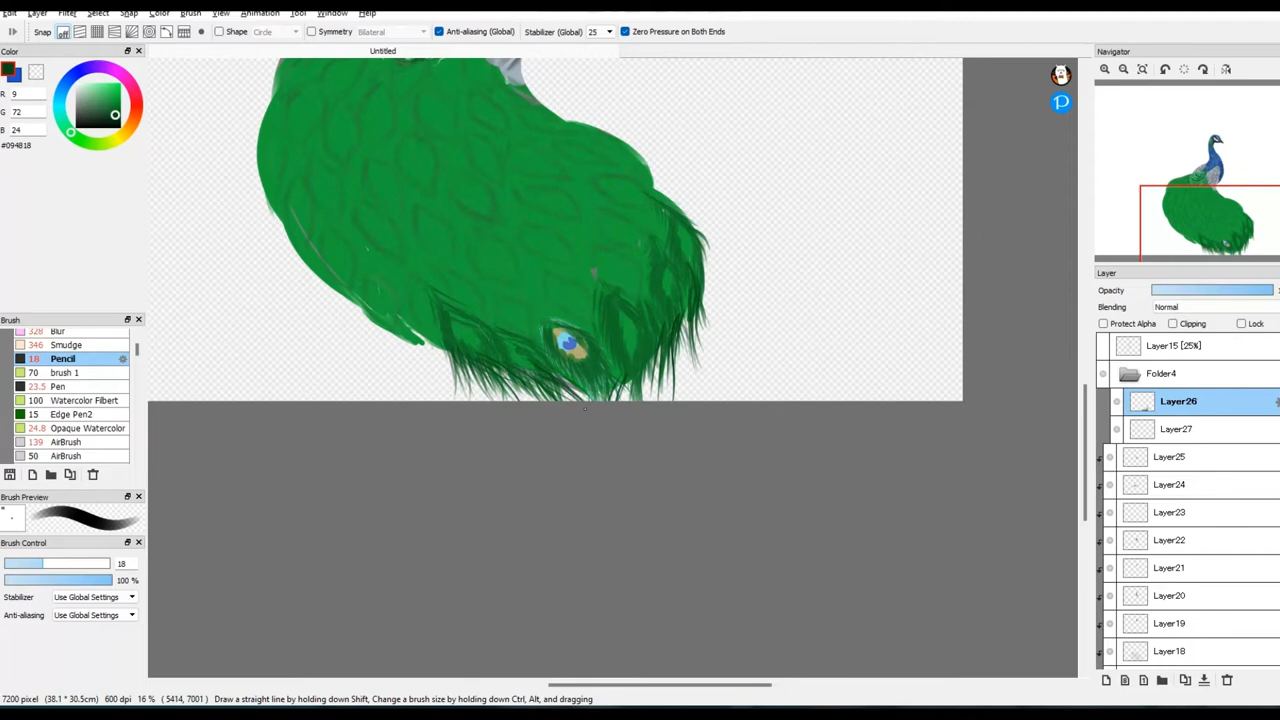 Edit Layer Filter Select Snap Color Brush View Animation Tool Window Help
Snap off Shape Circle Symmetry Bilateral Anti-aliasing (Global) Stabilizer (Global) 25 Zero Pressure on Both Ends
Color
Untitled
Navigator
R 9
G 72
B 24
#094818
Layer
Opacity 1
Blending Normal
Protect Alpha Clipping Lock
Layer15 [25%]
Folder4
Layer26
Layer27
Layer25
Layer24
Layer23
Layer22
Layer21
Layer20
Layer19
Layer18
Brush
328 Blur
346 Smudge
18 Pencil
70 brush 1
23.5 Pen
100 Watercolor Filbert
15 Edge Pen2
24.8 Opaque Watercolor
139 AirBrush
50 AirBrush
Brush Preview
Brush Control
18
100 %
Stabilizer Use Global Settings
Anti-aliasing Use Global Settings
7200 pixel (38.1 * 30.5cm) 600 dpi 16 % ( 5414, 7001 ) Draw a straight line by holding down Shift, Change a brush size by holding down Ctrl, Alt, and dragging